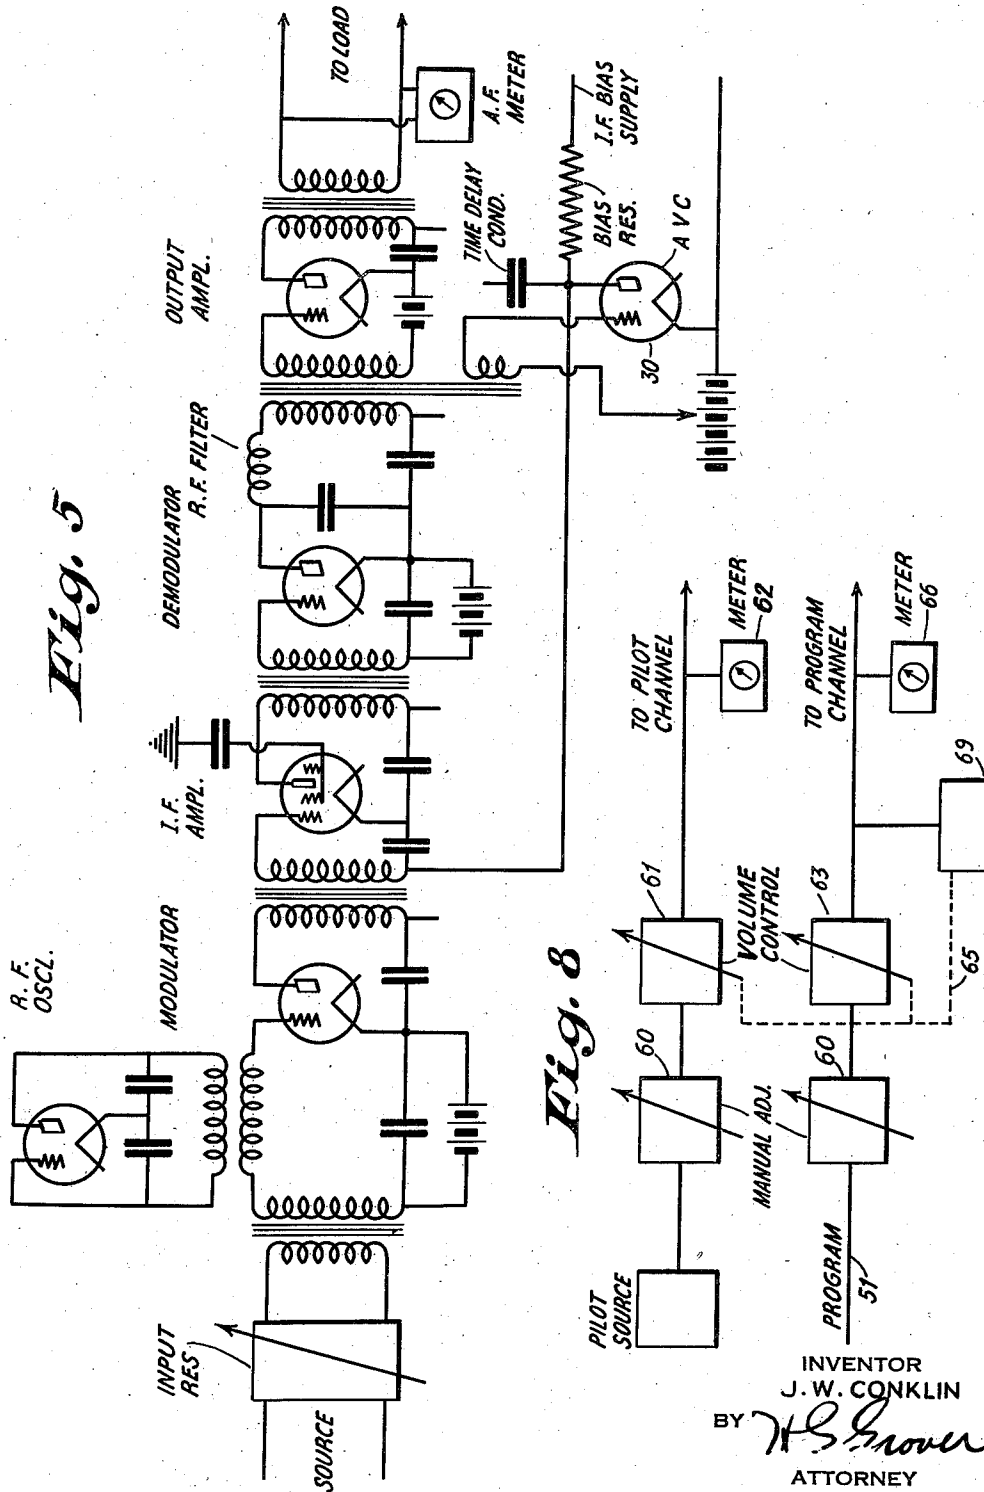 Fig. 5
R. F.
OSCL.
MODULATOR
I.F.
AMPL.
DEMODULATOR
R.F. FILTER
OUTPUT
AMPL.
TO LOAD
A.F.
METER
INPUT
RES
SOURCE
TIME DELAY
COND.
I.F. BIAS
SUPPLY
BIAS
RES.
30
AVC
Fig. 8
PILOT
SOURCE
60
61
TO PILOT
CHANNEL
METER
62
MANUAL ADJ.
VOLUME
CONTROL
PROGRAM
51
60
63
TO PROGRAM
CHANNEL
METER
66
65
69
INVENTOR
J. W. CONKLIN
BY H G Grover
ATTORNEY